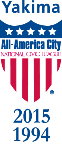 Yakima
All-America City
NATIONAL CIVIC LEAGUE
2015
1994